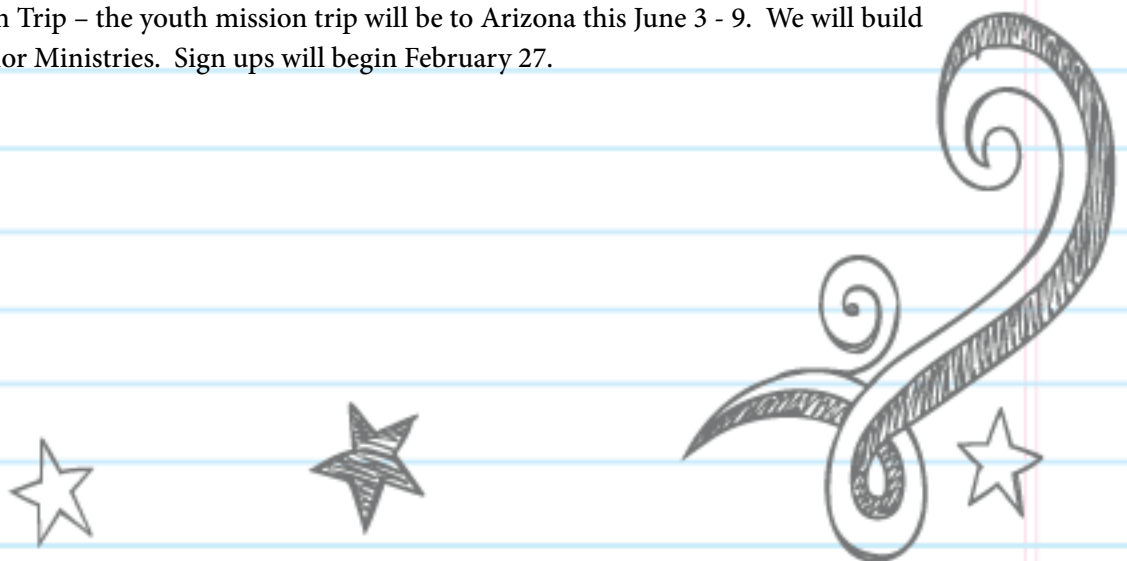 Trip – the youth mission trip will be to Arizona this June 3 - 9. We will build
Ministries. Sign ups will begin February 27.